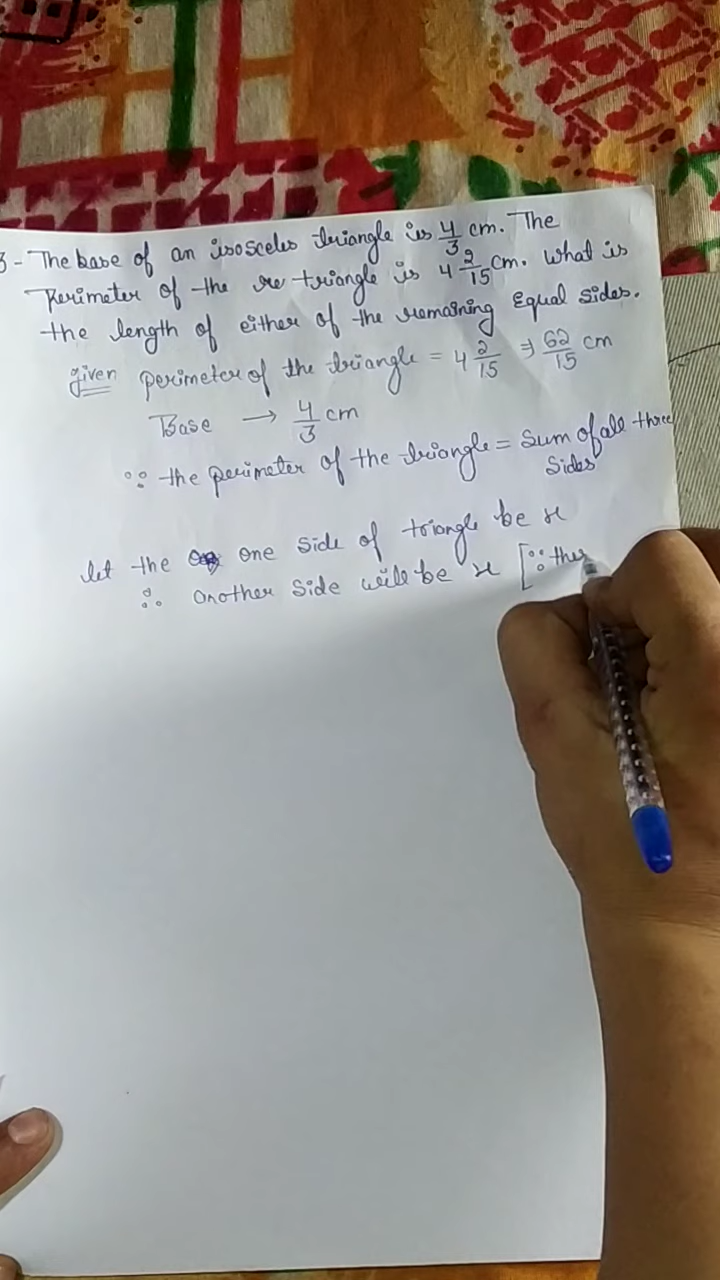 3- The base of an isosceles triangle is 4/3 cm. The
Perimeter of the triangle is 4 2/15 cm. What is
the length of either of the remaining Equal Sides.
given perimeter of the triangle = 4 2/15 ⇒ 62/15 cm
Base → 4/3 cm
∵ the perimeter of the triangle = Sum of all three
Sides
let the one side of triangle be x
∴ another side will be x [∵ the